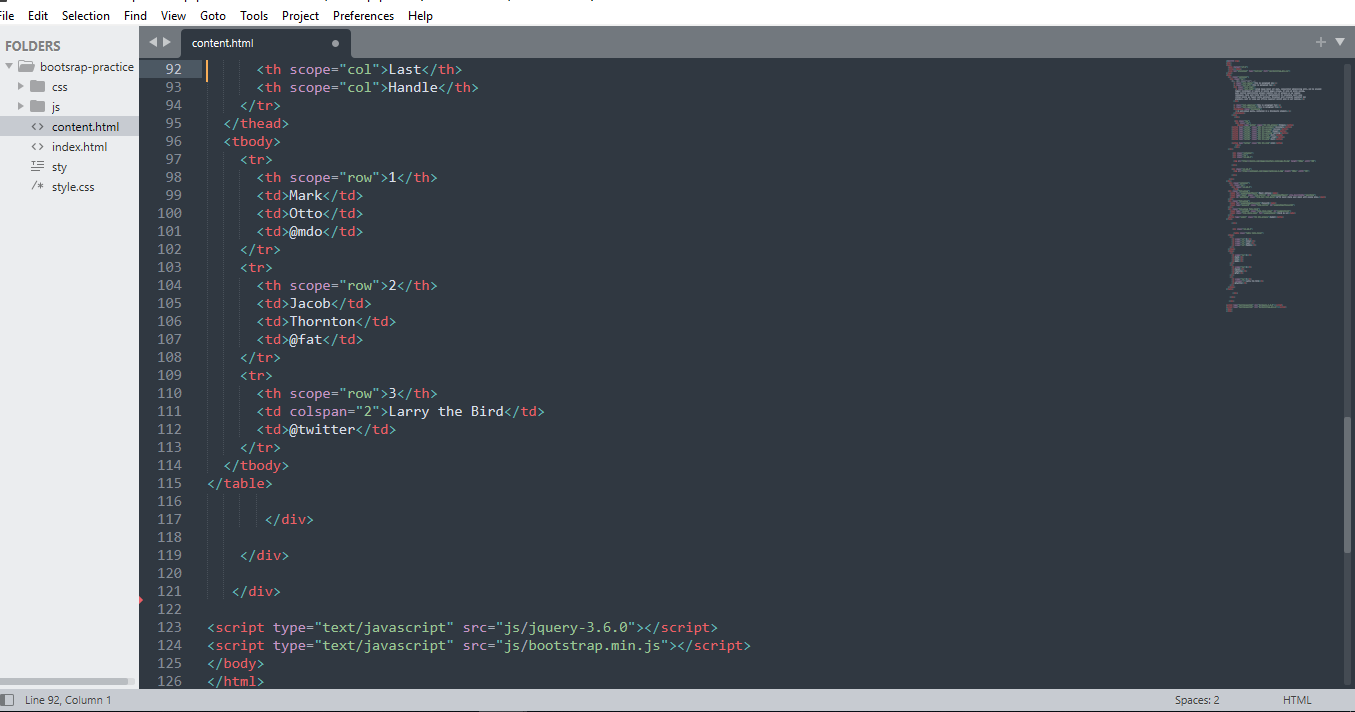 File Edit Selection Find View Goto Tools Project Preferences Help
FOLDERS
bootsrap-practice
css
js
<> content.html
<> index.html
sty
/* style.css
content.html
92 <th scope="col">Last</th>
93 <th scope="col">Handle</th>
94 </tr>
95 </thead>
96 <tbody>
97 <tr>
98 <th scope="row">1</th>
99 <td>Mark</td>
100 <td>Otto</td>
101 <td>@mdo</td>
102 </tr>
103 <tr>
104 <th scope="row">2</th>
105 <td>Jacob</td>
106 <td>Thornton</td>
107 <td>@fat</td>
108 </tr>
109 <tr>
110 <th scope="row">3</th>
111 <td colspan="2">Larry the Bird</td>
112 <td>@twitter</td>
113 </tr>
114 </tbody>
115 </table>
116
117 </div>
118
119 </div>
120
121 </div>
122
123 <script type="text/javascript" src="js/jquery-3.6.0"></script>
124 <script type="text/javascript" src="js/bootstrap.min.js"></script>
125 </body>
126 </html>
Line 92, Column 1
Spaces: 2
HTML